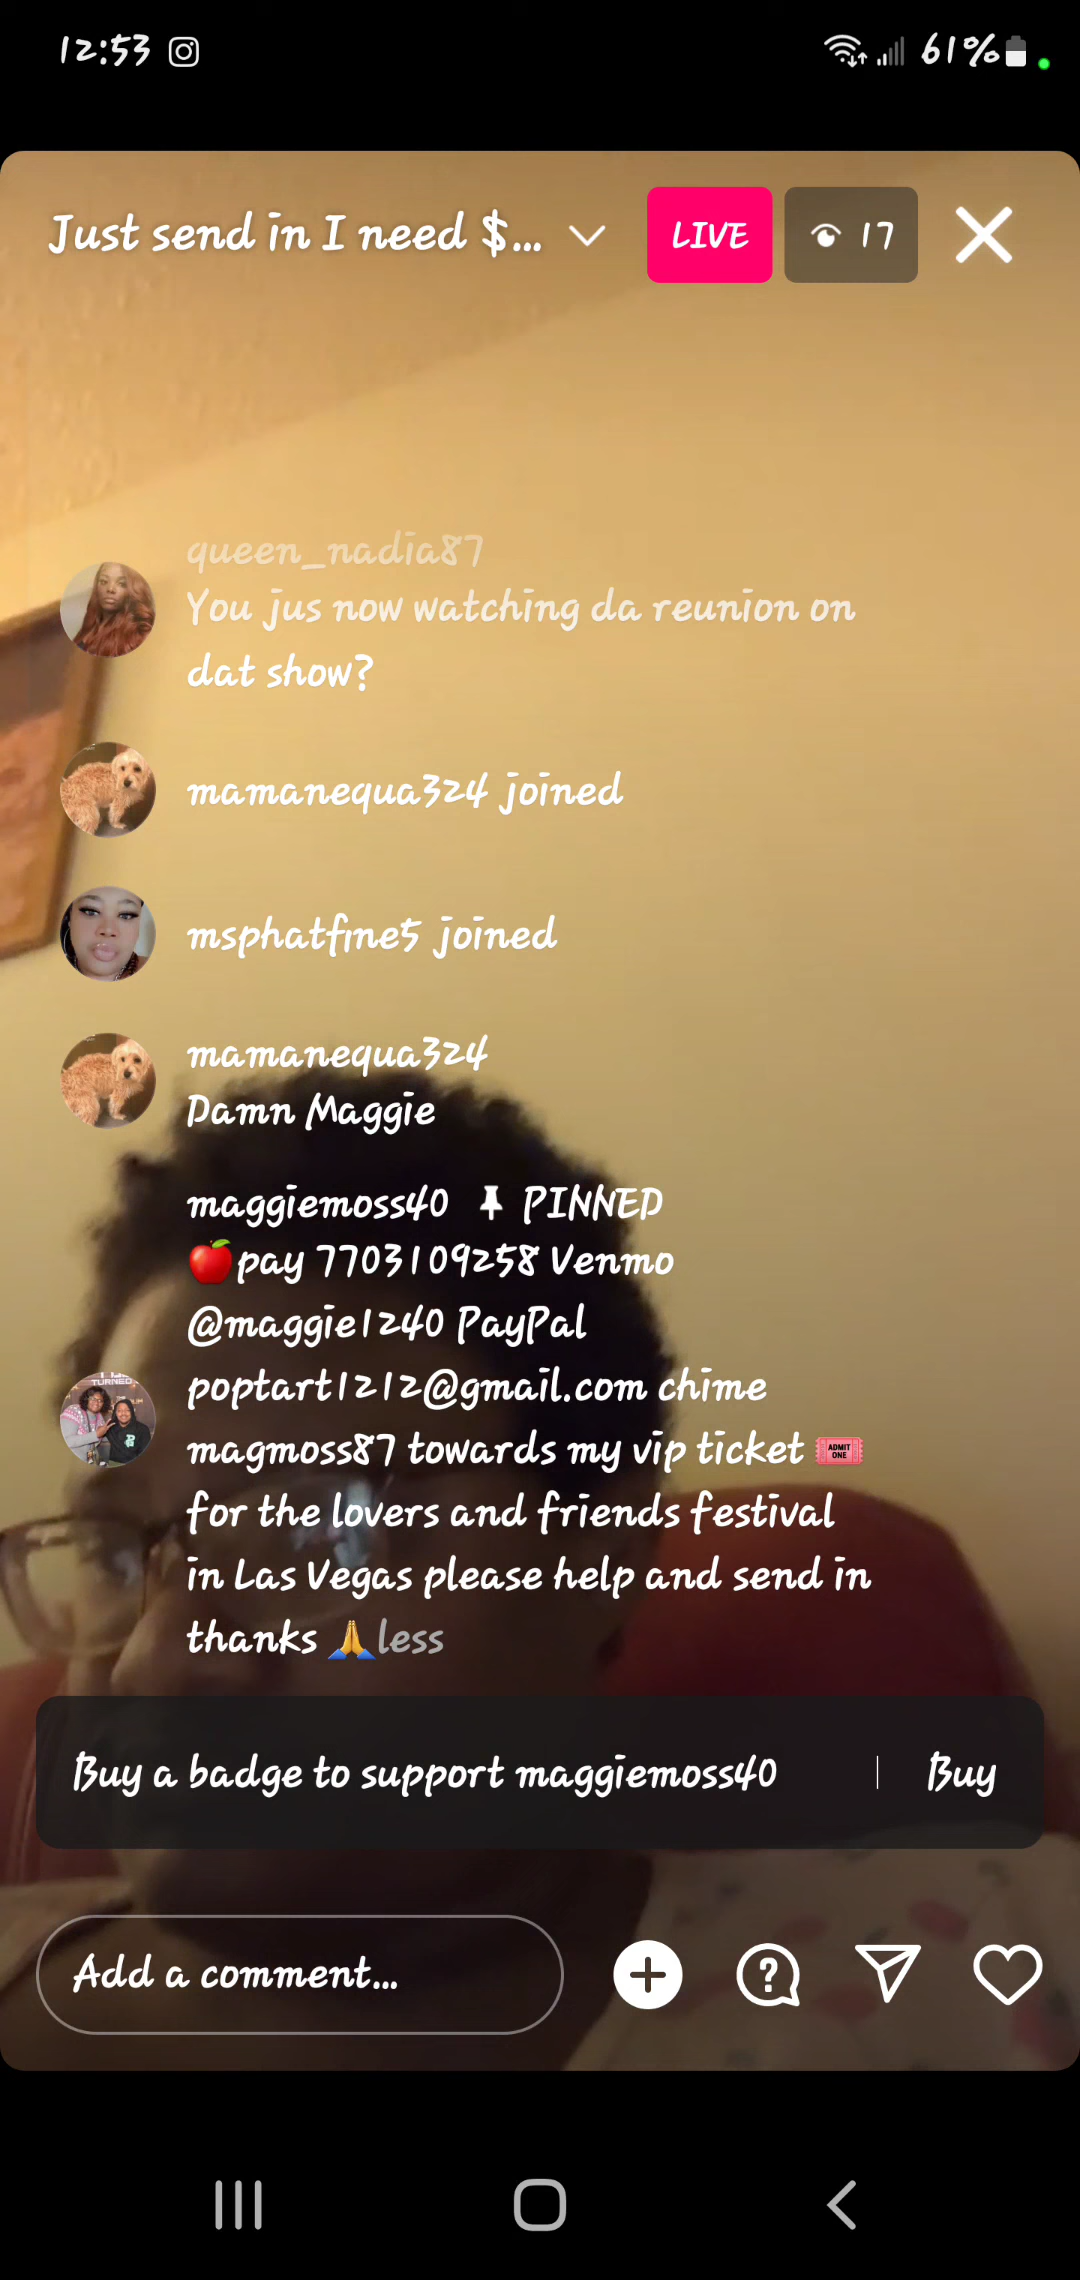 12:53
61%
Just send in I need $...
LIVE
17
queen_nadia87
You jus now watching da reunion on
dat show?
mamanequa324 joined
msphatfine5 joined
mamanequa324
Damn Maggie
maggiemoss40 PINNED
🍎pay 7703109258 Venmo
@maggie1240 PayPal
poptart1212@gmail.com chime
TURNED
magmoss87 towards my vip ticket 🎟️
for the lovers and friends festival
in Las Vegas please help and send in
thanks 🙏less
Buy a badge to support maggiemoss40 | Buy
Add a comment...